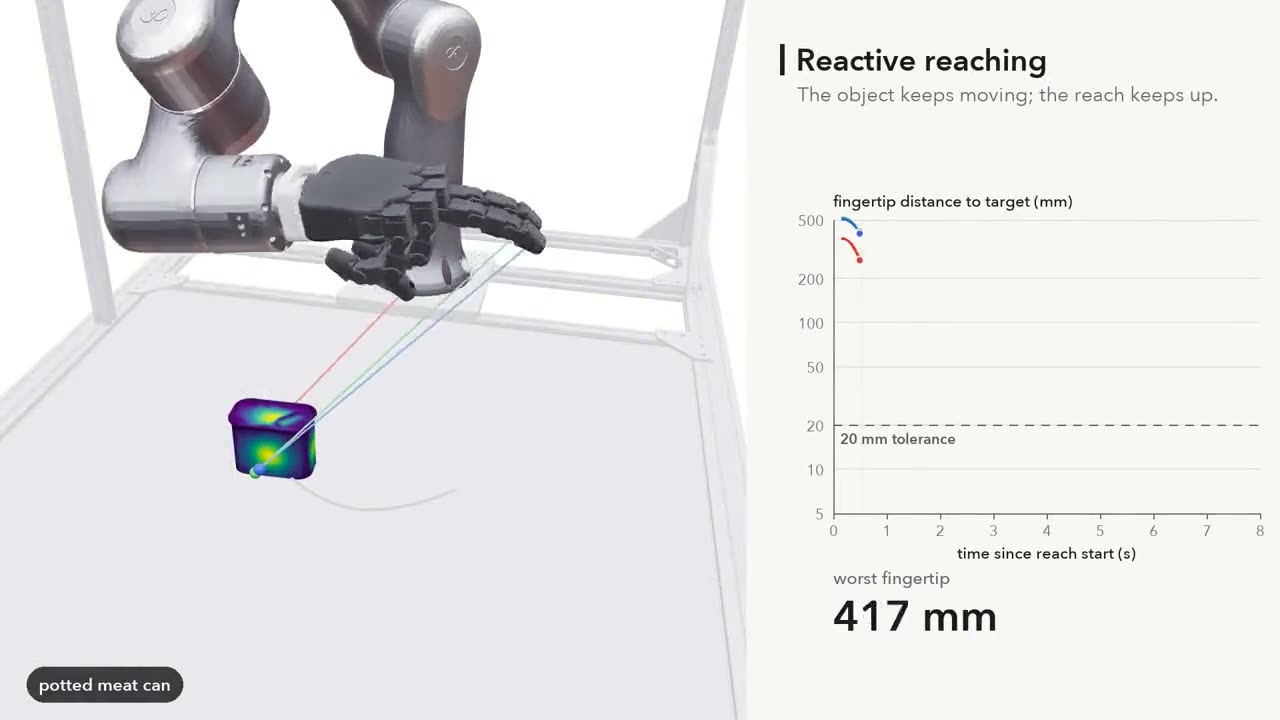 Reactive reaching
The object keeps moving; the reach keeps up.
fingertip distance to target (mm)
500
200
100
50
20
20 mm tolerance
10
5
0 1 2 3 4 5 6 7 8
time since reach start (s)
worst fingertip
417 mm
potted meat can